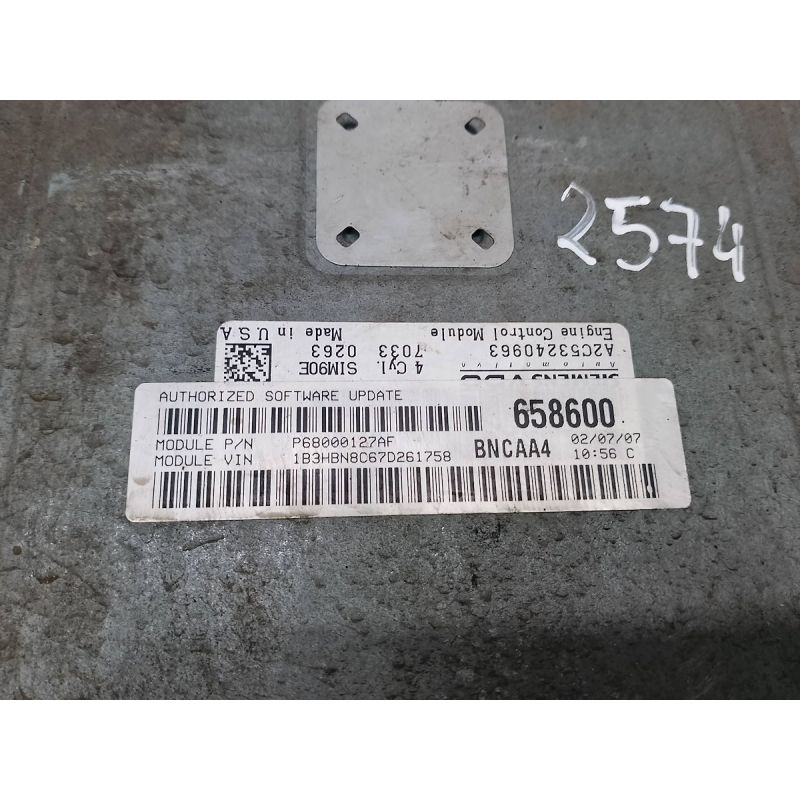 2574
SIEMENS VDO
Automotive
A2C53240963
Engine Control Module
4 Cyl. SIM90E
7033 0263
Made in U.S.A
AUTHORIZED SOFTWARE UPDATE
658600
MODULE P/N P68000127AF
MODULE VIN 1B3HBN8C67D261758
BNCAA4
02/07/07
10:56 C